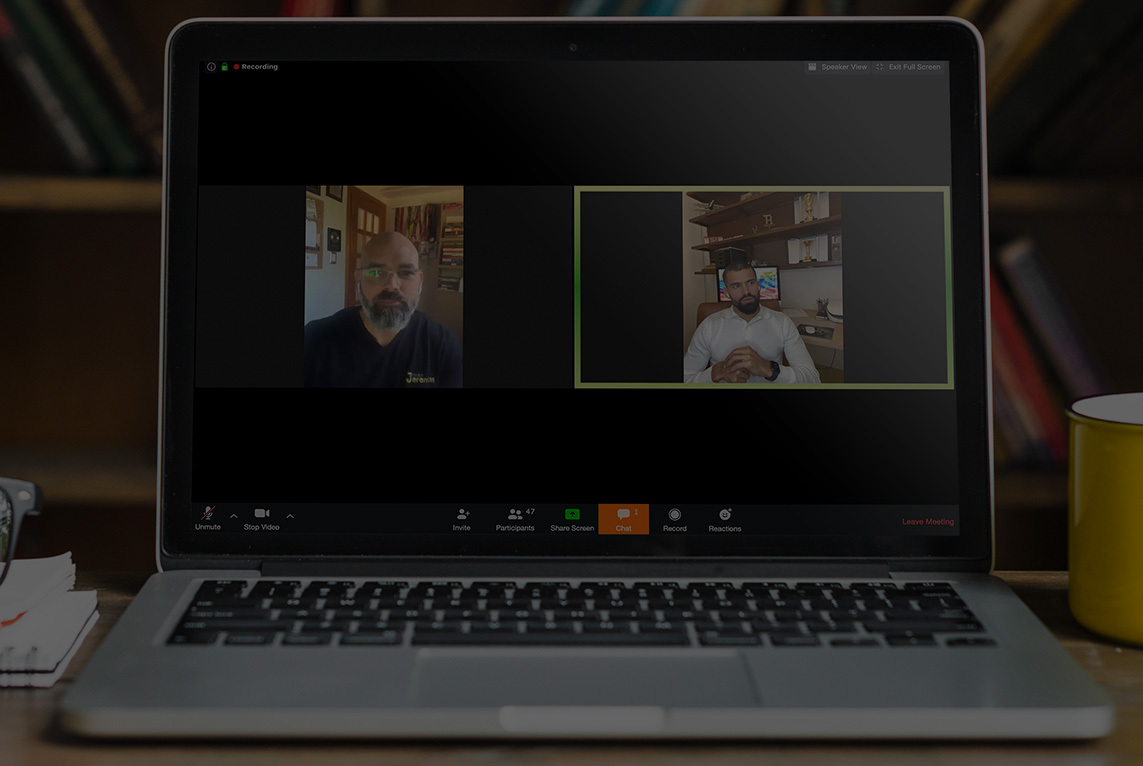 Recording
Speaker View Exit Full Screen
R
Unmute
Stop Video
Invite
Participants 47
Share Screen
Chat 1
Record
Reactions
Leave Meeting